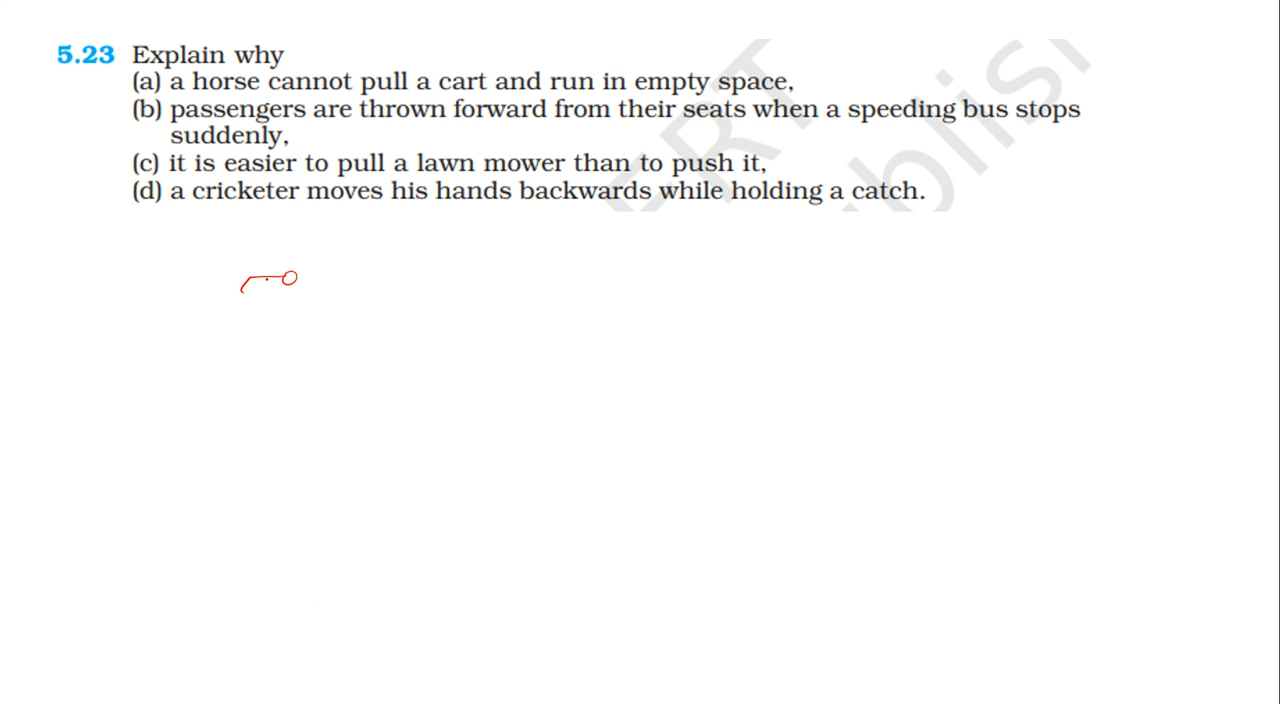 5.23 Explain why
(a) a horse cannot pull a cart and run in empty space,
(b) passengers are thrown forward from their seats when a speeding bus stops
suddenly,
(c) it is easier to pull a lawn mower than to push it,
(d) a cricketer moves his hands backwards while holding a catch.